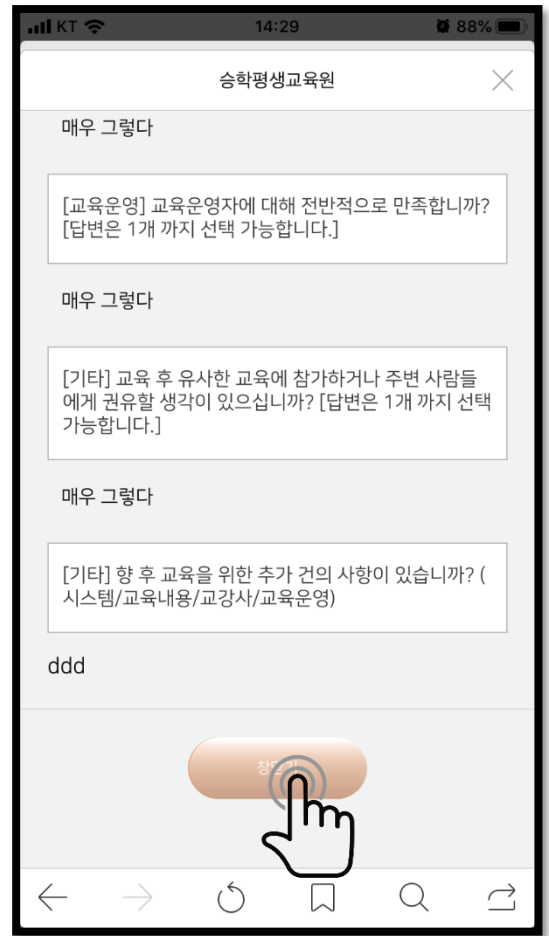 KT 14:29 88%
승학평생교육원
매우 그렇다
[교육운영] 교육운영자에 대해 전반적으로 만족합니까?
[답변은 1개 까지 선택 가능합니다.]
매우 그렇다
[기타] 교육 후 유사한 교육에 참가하거나 주변 사람들
에게 권유할 생각이 있으십니까? [답변은 1개 까지 선택
가능합니다.]
매우 그렇다
[기타] 향 후 교육을 위한 추가 건의 사항이 있습니까? (
시스템/교육내용/교강사/교육운영)
ddd
창닫기